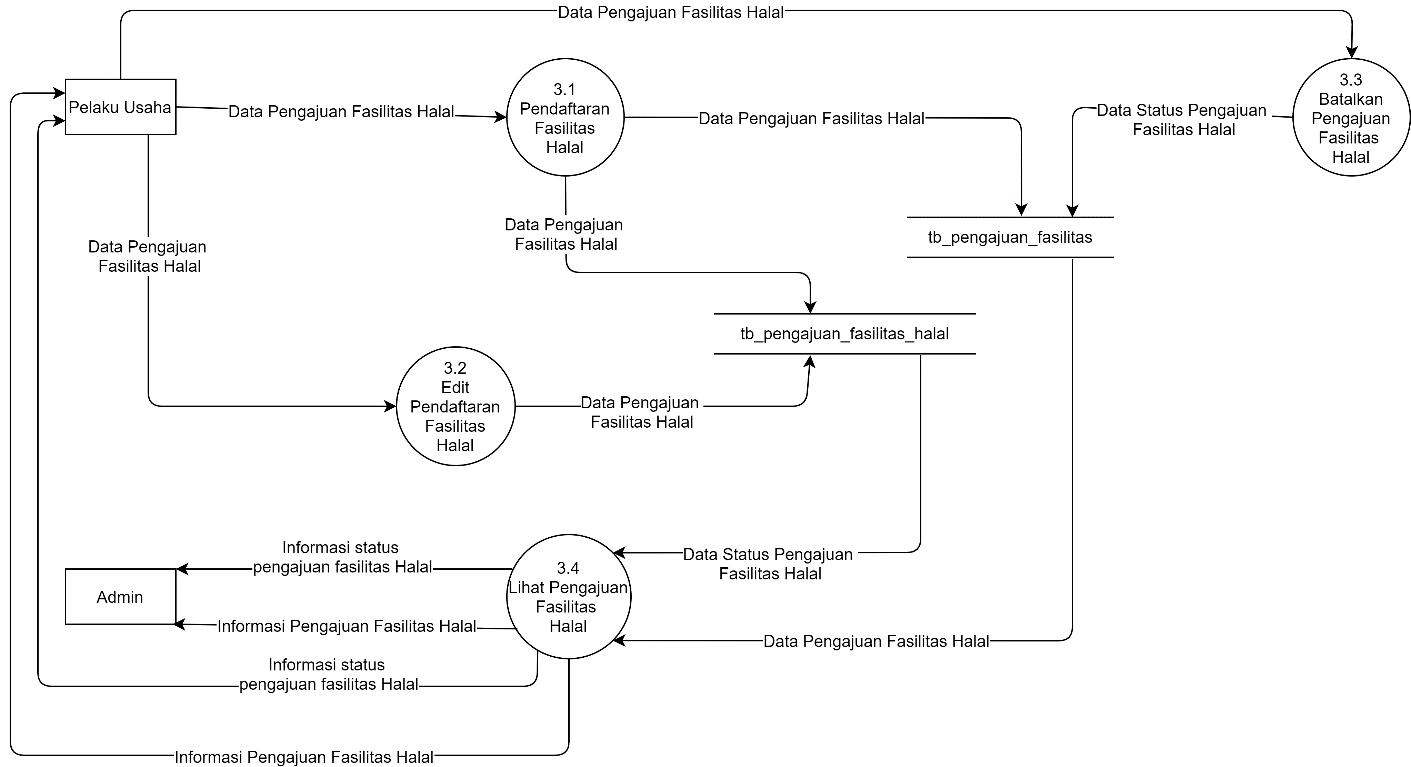 Data Pengajuan Fasilitas Halal
Pelaku Usaha
Data Pengajuan Fasilitas Halal
3.1
Pendaftaran
Fasilitas
Halal
Data Pengajuan Fasilitas Halal
Data Status Pengajuan
Fasilitas Halal
3.3
Batalkan
Pengajuan
Fasilitas
Halal
Data Pengajuan
Fasilitas Halal
Data Pengajuan
Fasilitas Halal
tb_pengajuan_fasilitas
tb_pengajuan_fasilitas_halal
3.2
Edit
Pendaftaran
Fasilitas
Halal
Data Pengajuan
Fasilitas Halal
Informasi status
pengajuan fasilitas Halal
Admin
3.4
Lihat Pengajuan
Fasilitas
Halal
Data Status Pengajuan
Fasilitas Halal
Informasi Pengajuan Fasilitas Halal
Data Pengajuan Fasilitas Halal
Informasi status
pengajuan fasilitas Halal
Informasi Pengajuan Fasilitas Halal